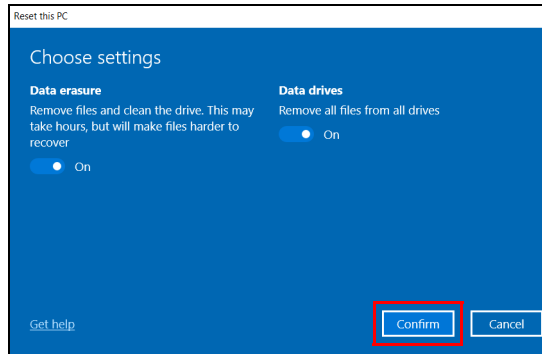 Reset this PC
Choose settings
Data erasure
Remove files and clean the drive. This may
take hours, but will make files harder to
recover
On
Data drives
Remove all files from all drives
On
Get help
Confirm
Cancel